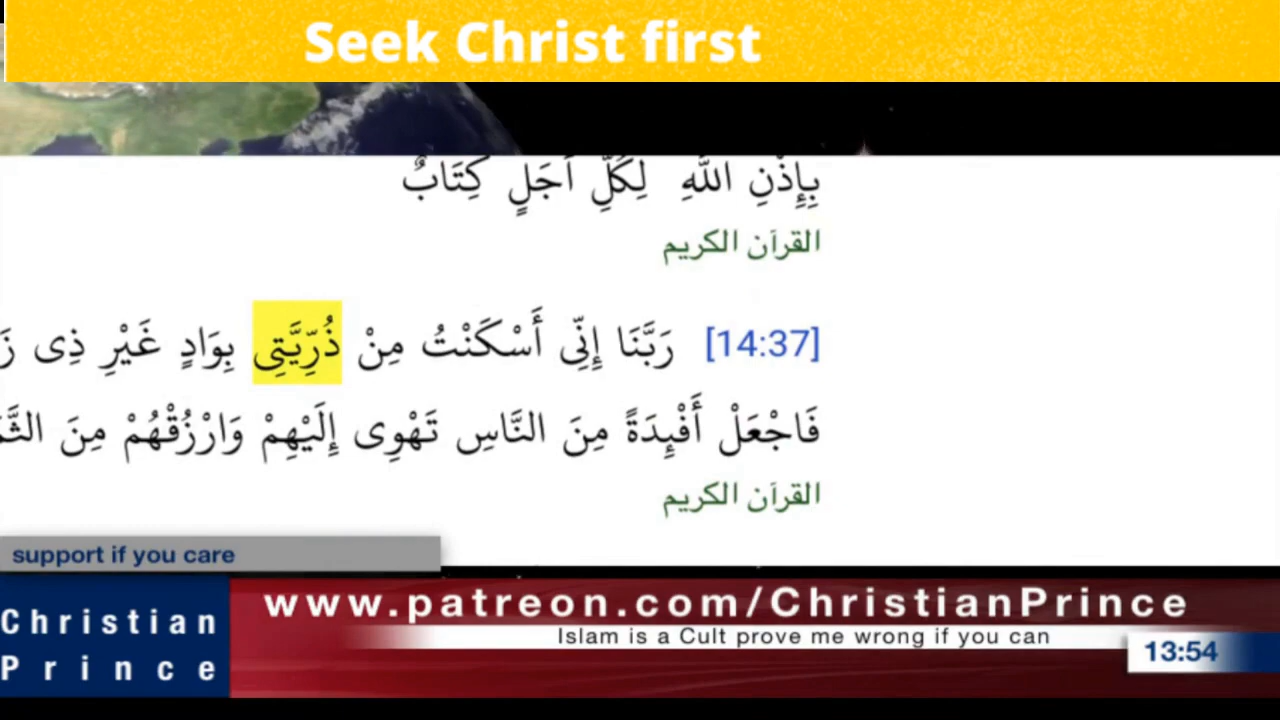 Seek Christ first
بِإِذْنِ اللَّهِ لِكُلِّ أَجَلٍ كِتَابٌ
القرآن الكريم
[14:37] رَبَّنَا إِنِّى أَسْكَنْتُ مِنْ ذُرِّيَّتِى بِوَادٍ غَيْرِ ذِى
فَاجْعَلْ أَفْئِدَةً مِنَ النَّاسِ تَهْوِى إِلَيْهِمْ وَارْزُقْهُمْ مِنَ
القرآن الكريم
support if you care
Christian
Prince
www.patreon.com/ChristianPrince
Islam is a Cult prove me wrong if you can
13:54